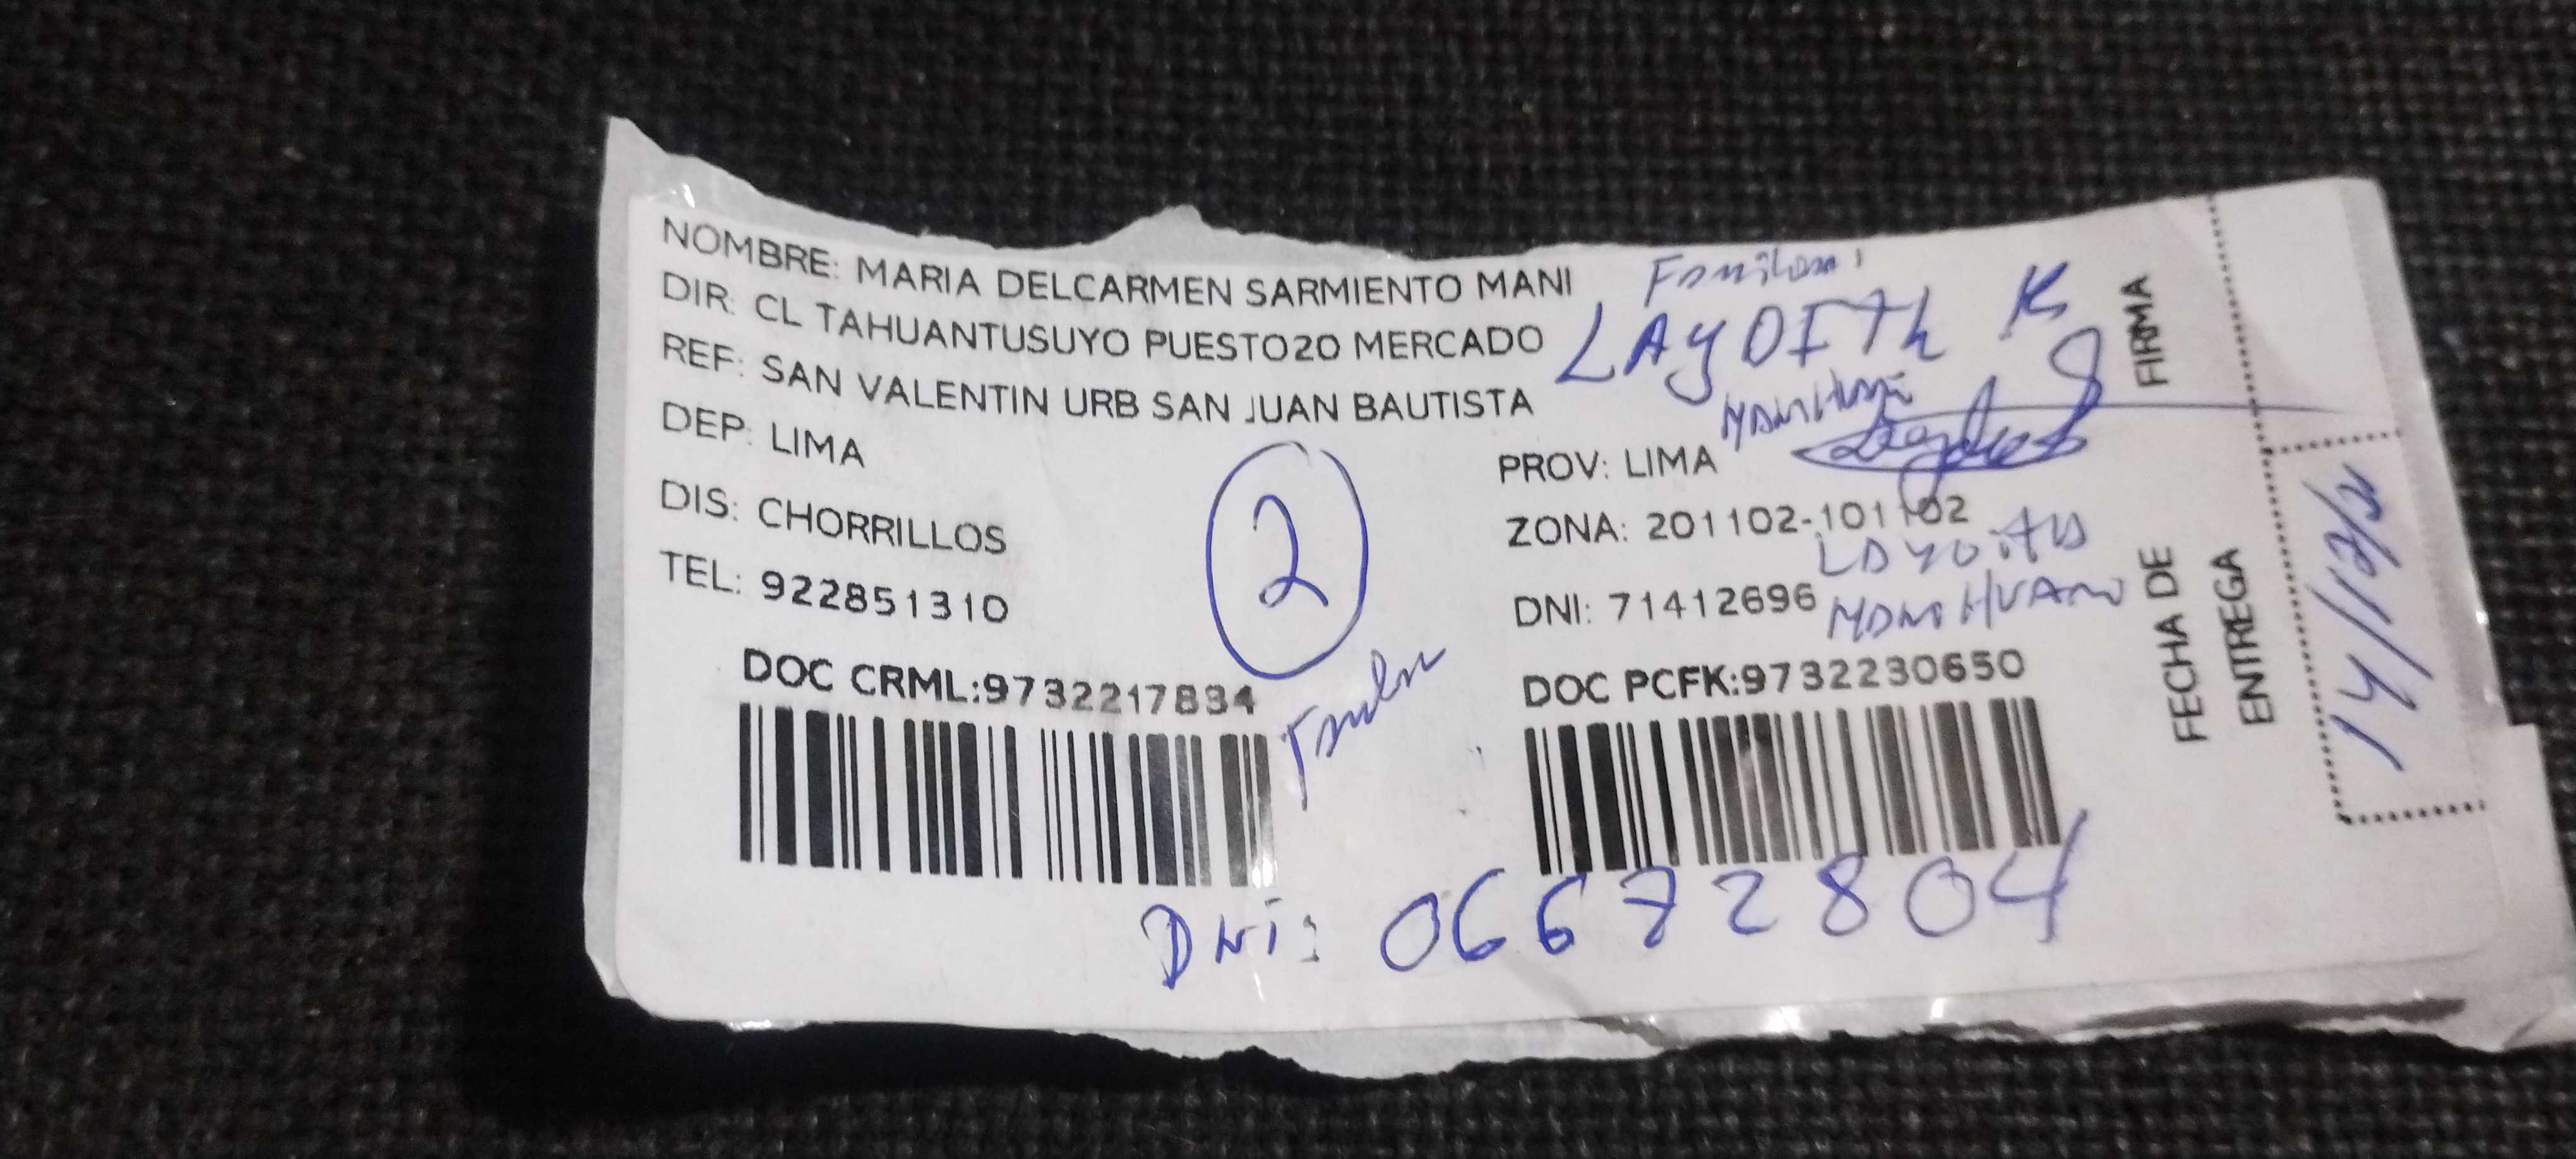 NOMBRE: MARIA DELCARMEN SARMIENTO MANI
DIR: CL TAHUANTUSUYO PUESTO20 MERCADO
REF: SAN VALENTIN URB SAN JUAN BAUTISTA
DEP: LIMA
PROV: LIMA
DIS: CHORRILLOS
ZONA: 201102-101102
TEL: 922851310
DNI: 71412696
2
DOC CRML:9732217834
DOC PCFK:9732230650
DNI: 06672804
LAYDITh
FIRMA
FECHA DE
ENTREGA